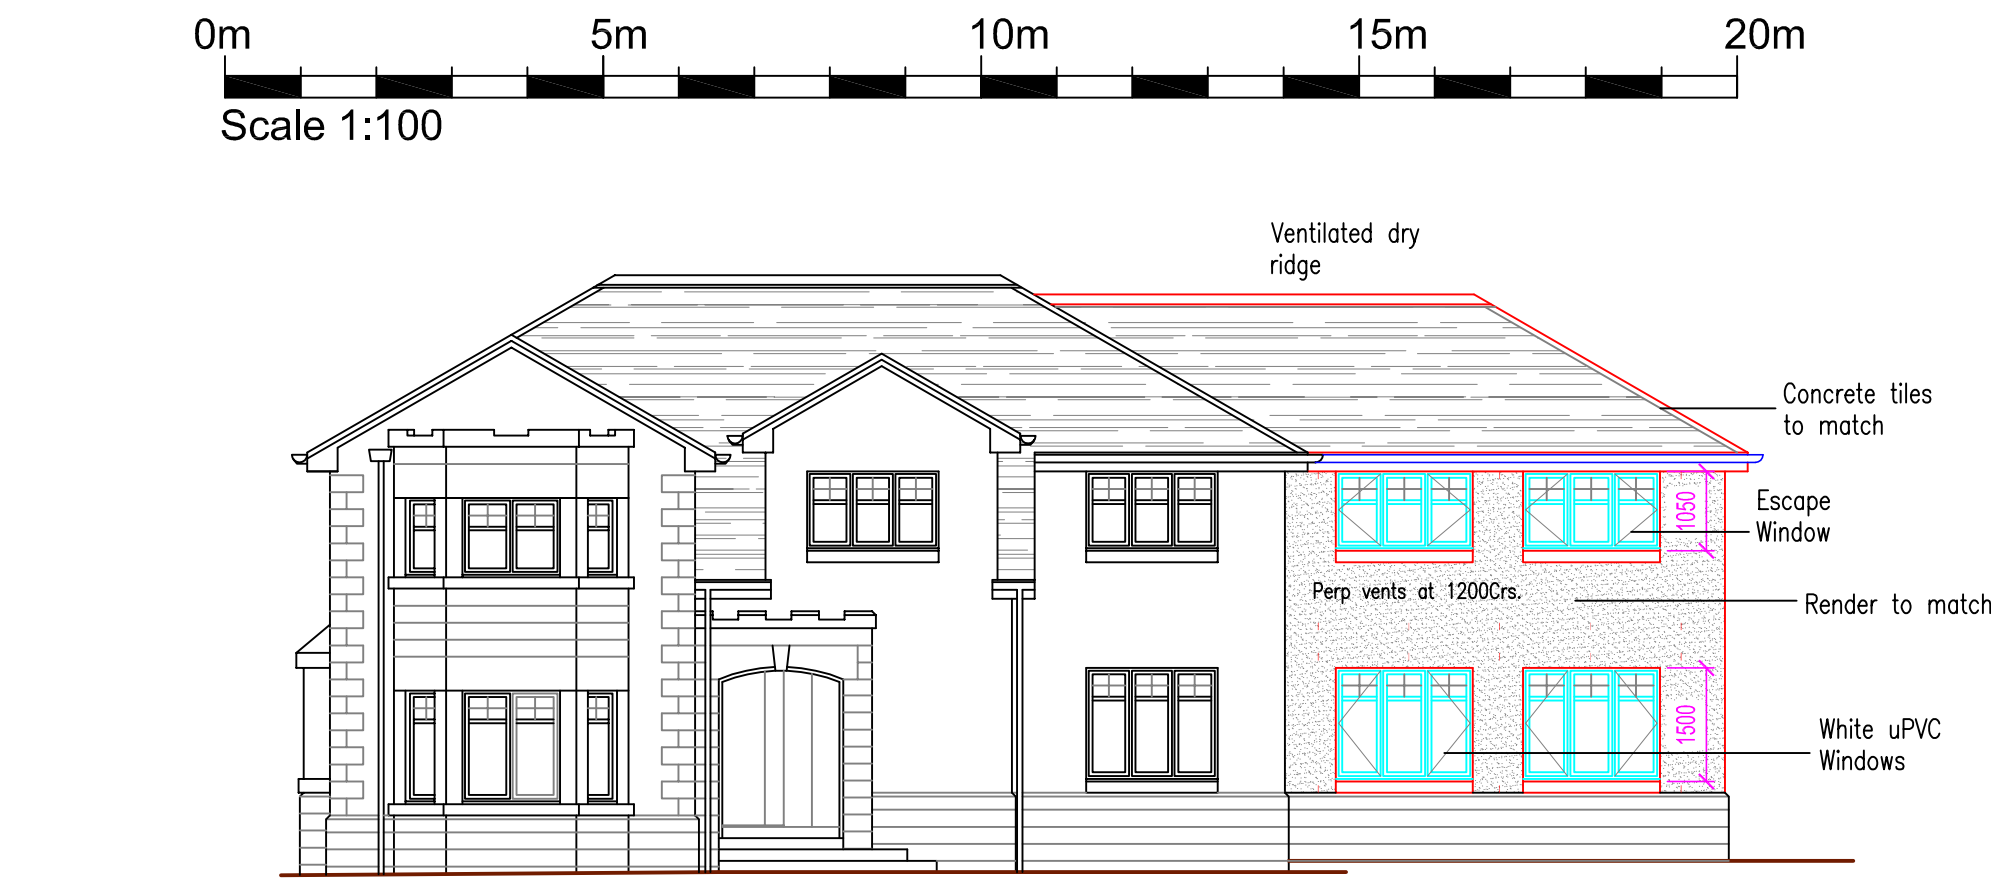 0m 5m 10m 15m 20m
Scale 1:100
Ventilated dry
ridge
Concrete tiles
to match
1050
Escape
Window
Perp vents at 1200Crs.
Render to match
1500
White uPVC
Windows